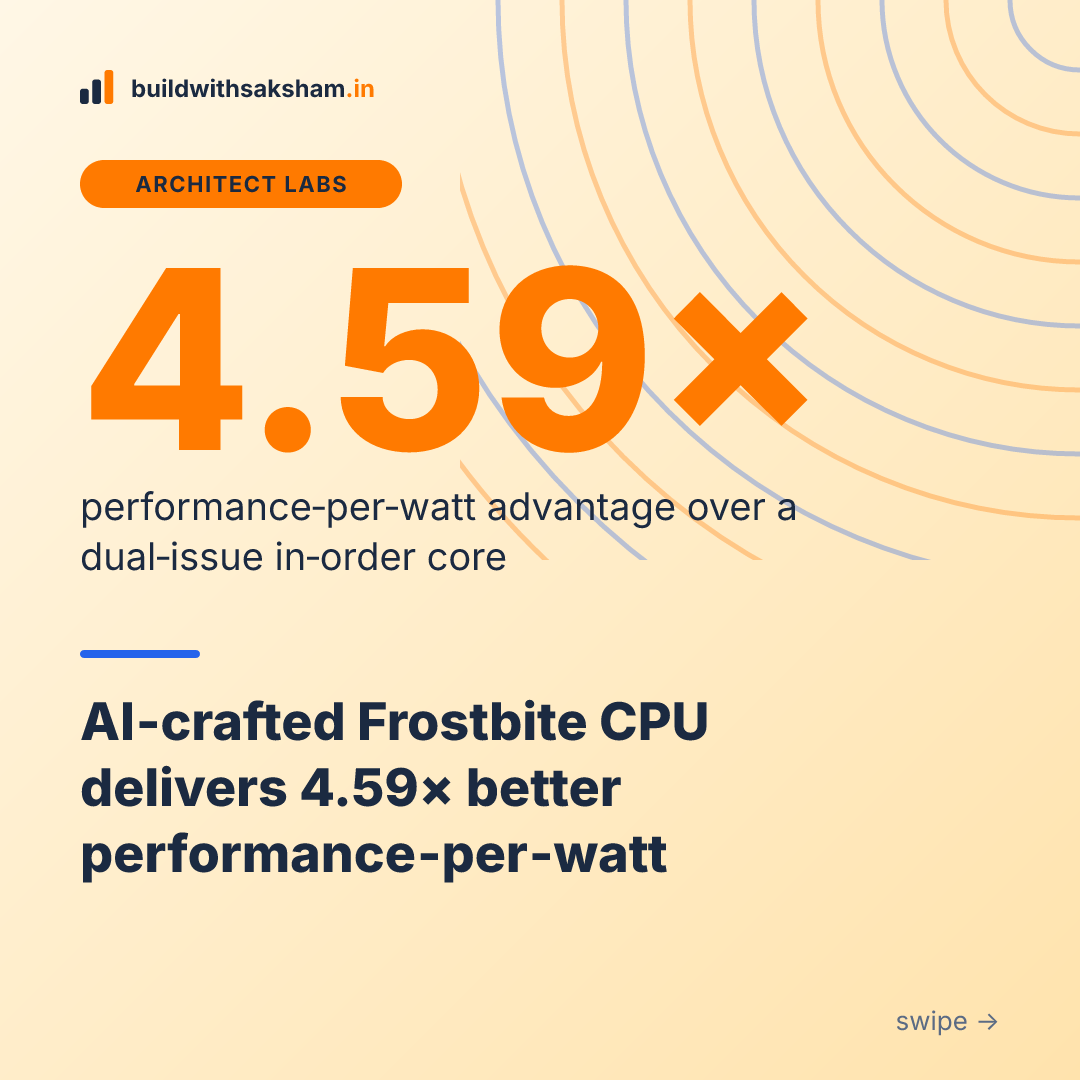 buildwithsaksham.in
ARCHITECT LABS
4.59×
performance-per-watt advantage over a
dual-issue in-order core
AI-crafted Frostbite CPU
delivers 4.59× better
performance-per-watt
swipe →